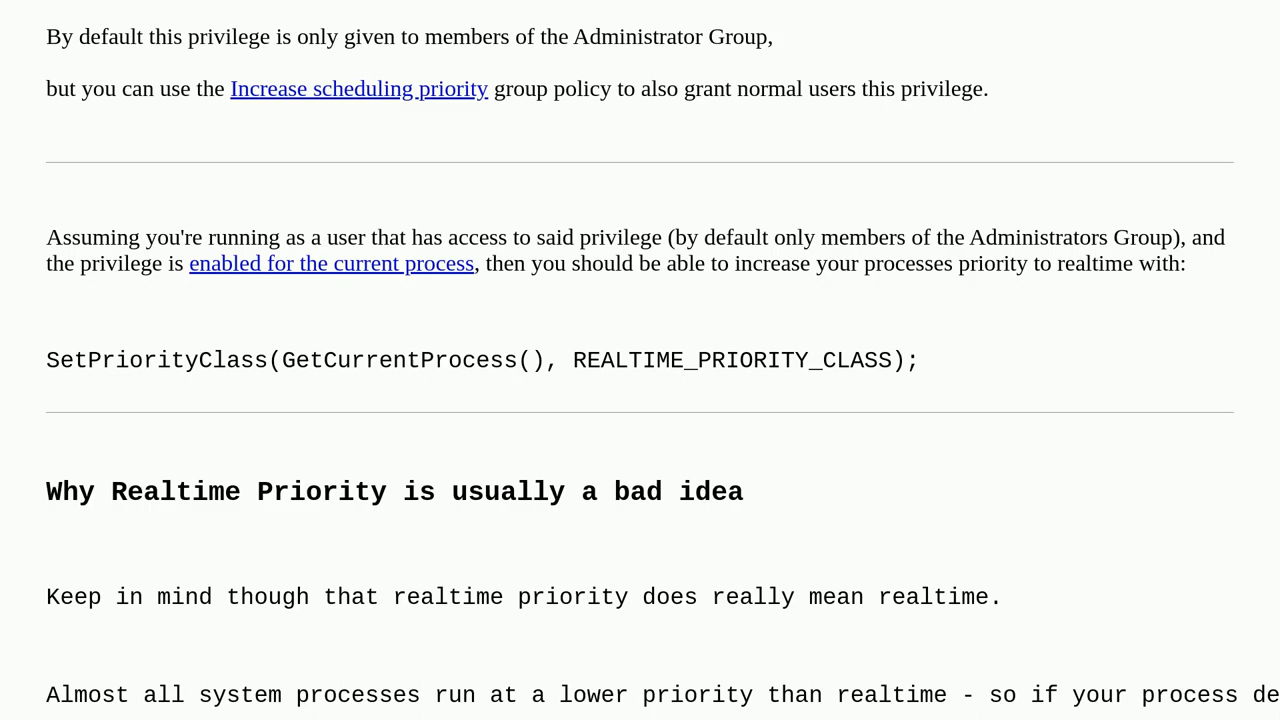 By default this privilege is only given to members of the Administrator Group,
but you can use the Increase scheduling priority group policy to also grant normal users this privilege.
Assuming you're running as a user that has access to said privilege (by default only members of the Administrators Group), and
the privilege is enabled for the current process, then you should be able to increase your processes priority to realtime with:
SetPriorityClass(GetCurrentProcess(), REALTIME_PRIORITY_CLASS);
Why Realtime Priority is usually a bad idea
Keep in mind though that realtime priority does really mean realtime.
Almost all system processes run at a lower priority than realtime - so if your process